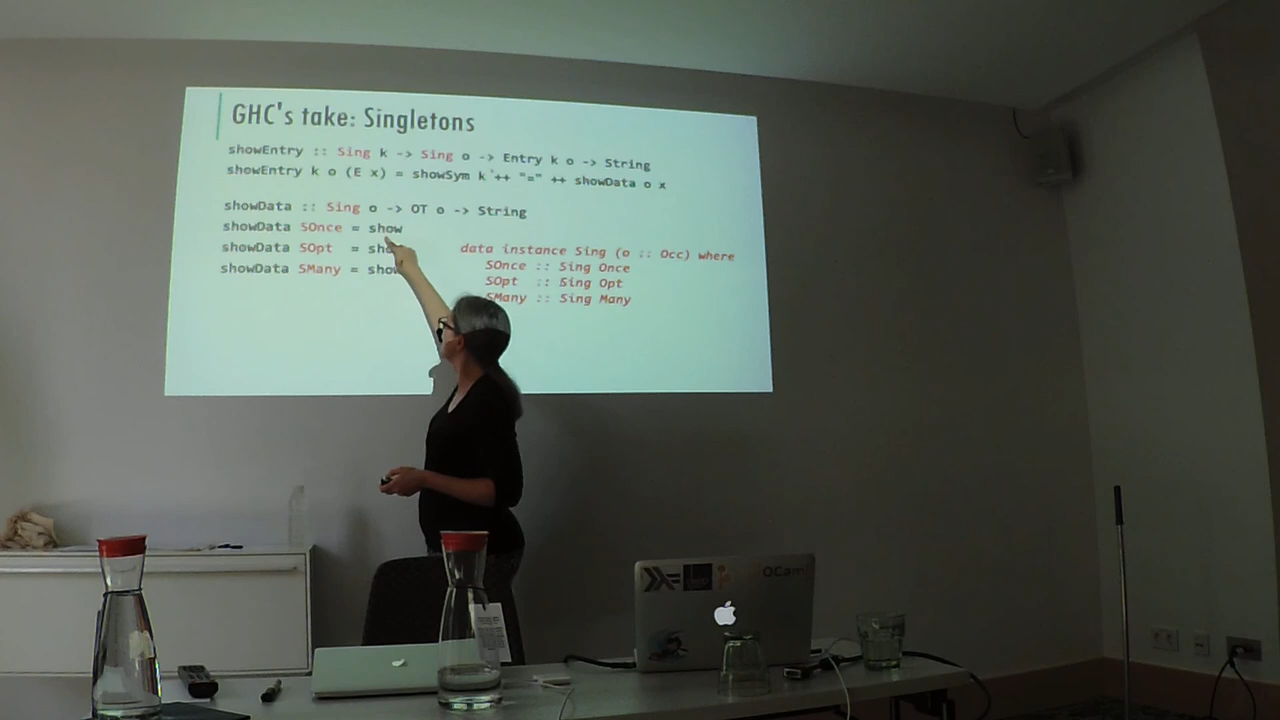 GHC's take: Singletons
showEntry :: Sing k -> Sing o -> Entry k o -> String
showEntry k o (E x) = showSym k ++ "=" ++ showData o x
showData :: Sing o -> OT o -> String
showData SOnce = show
showData SOpt = sho
showData SMany = show
data instance Sing (o :: Occ) where
SOnce :: Sing Once
SOpt :: Sing Opt
SMany :: Sing Many
OCaml